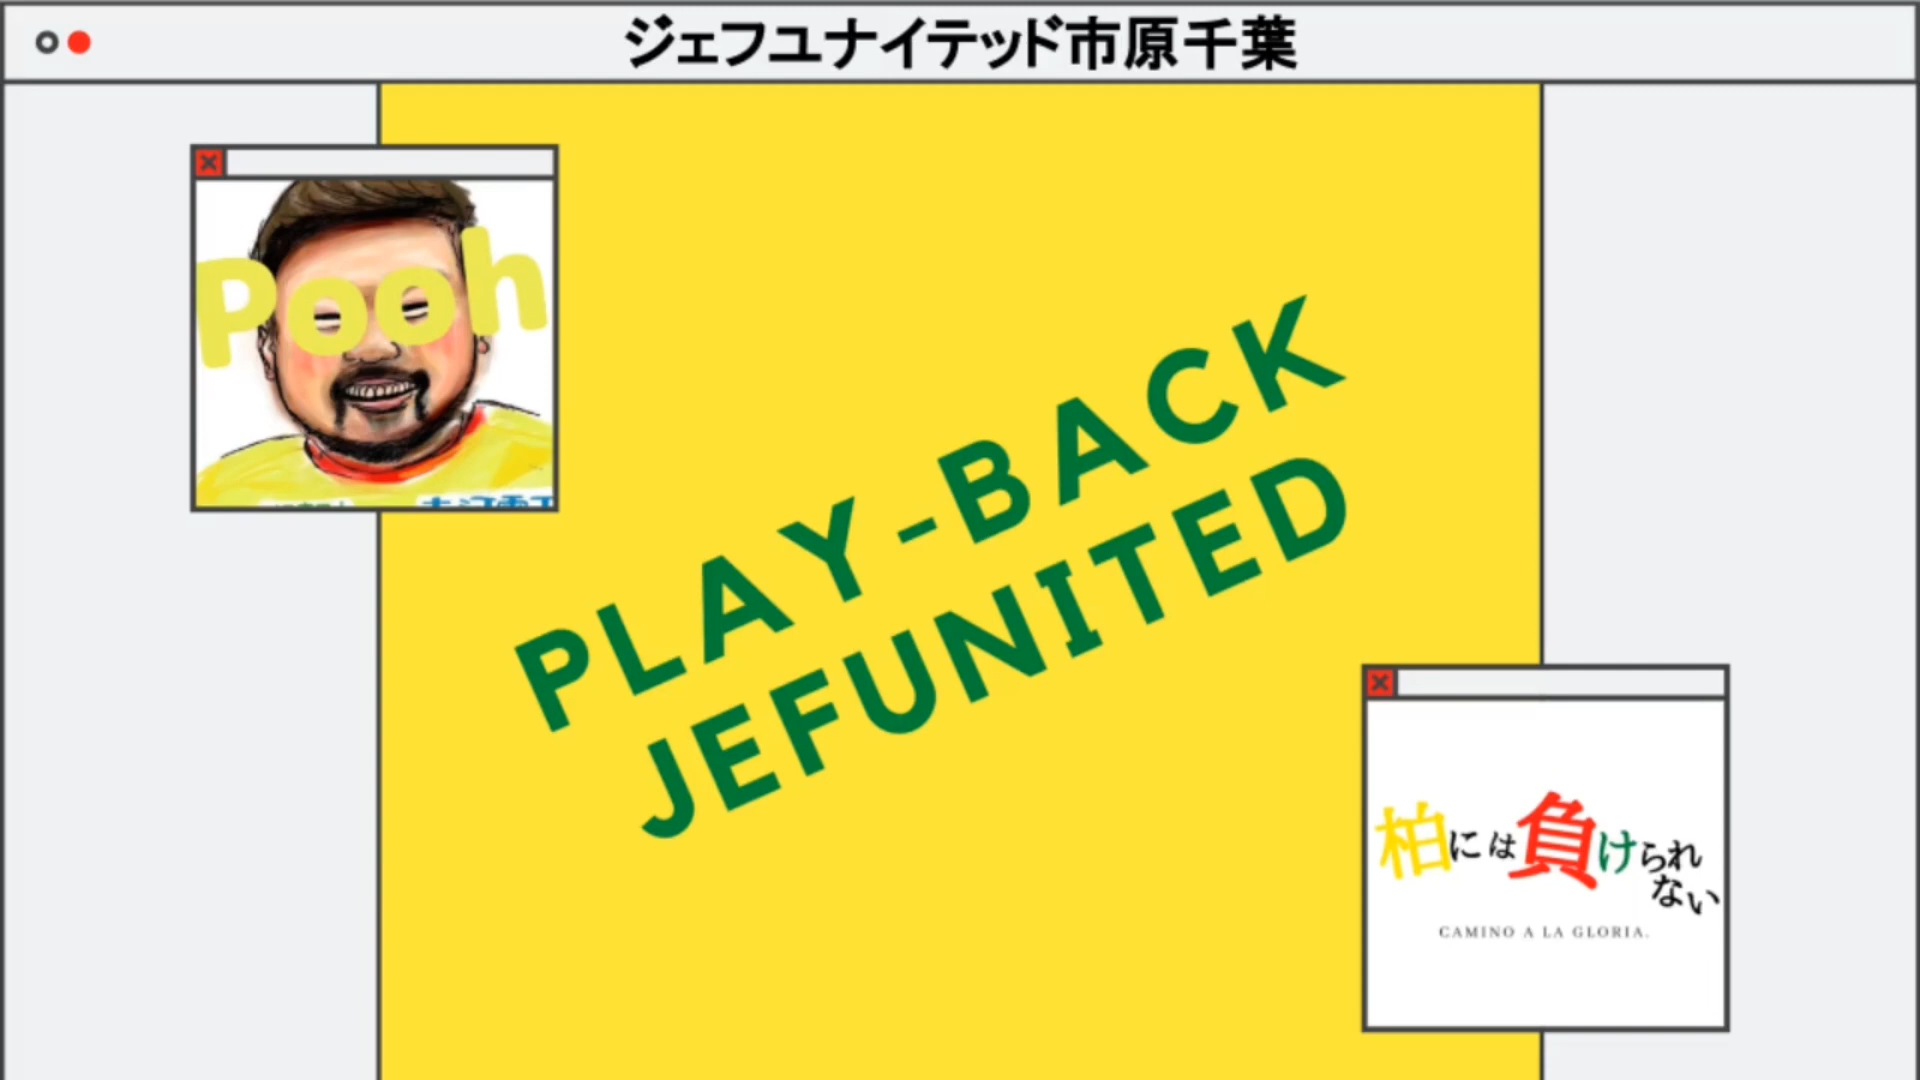 ジェフユナイテッド市原千葉
Pooh
PLAY-BACK
JEFUNITED
柏には負けられ
ない
CAMINO A LA GLORIA.